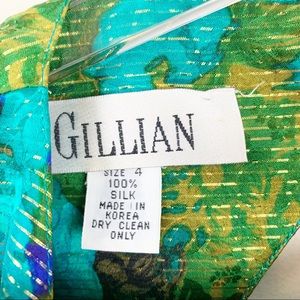 GILLIAN
SIZE 4
100%
SILK
MADE IN
KOREA
DRY CLEAN
ONLY